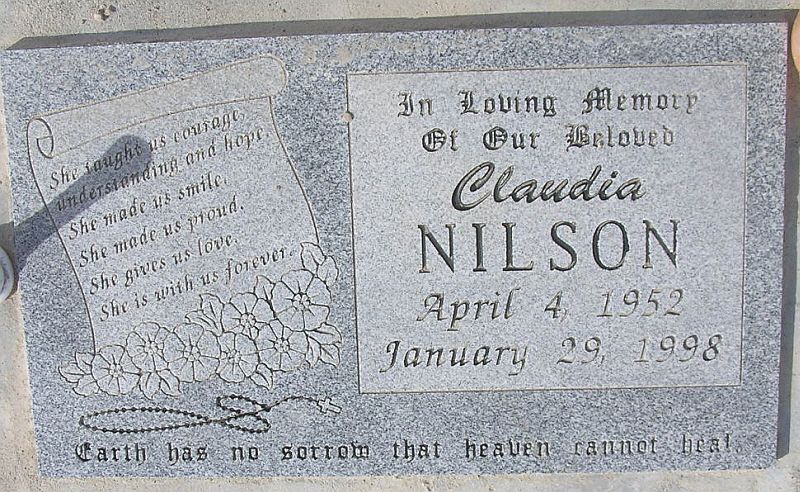 She taught us courage,
understanding and hope.
She made us smile.
She made us proud.
She gives us love.
She is with us forever.
In Loving Memory
Of Our Beloved
Claudia
NILSON
April 4, 1952
January 29, 1998
Earth has no sorrow that heaven cannot heal.